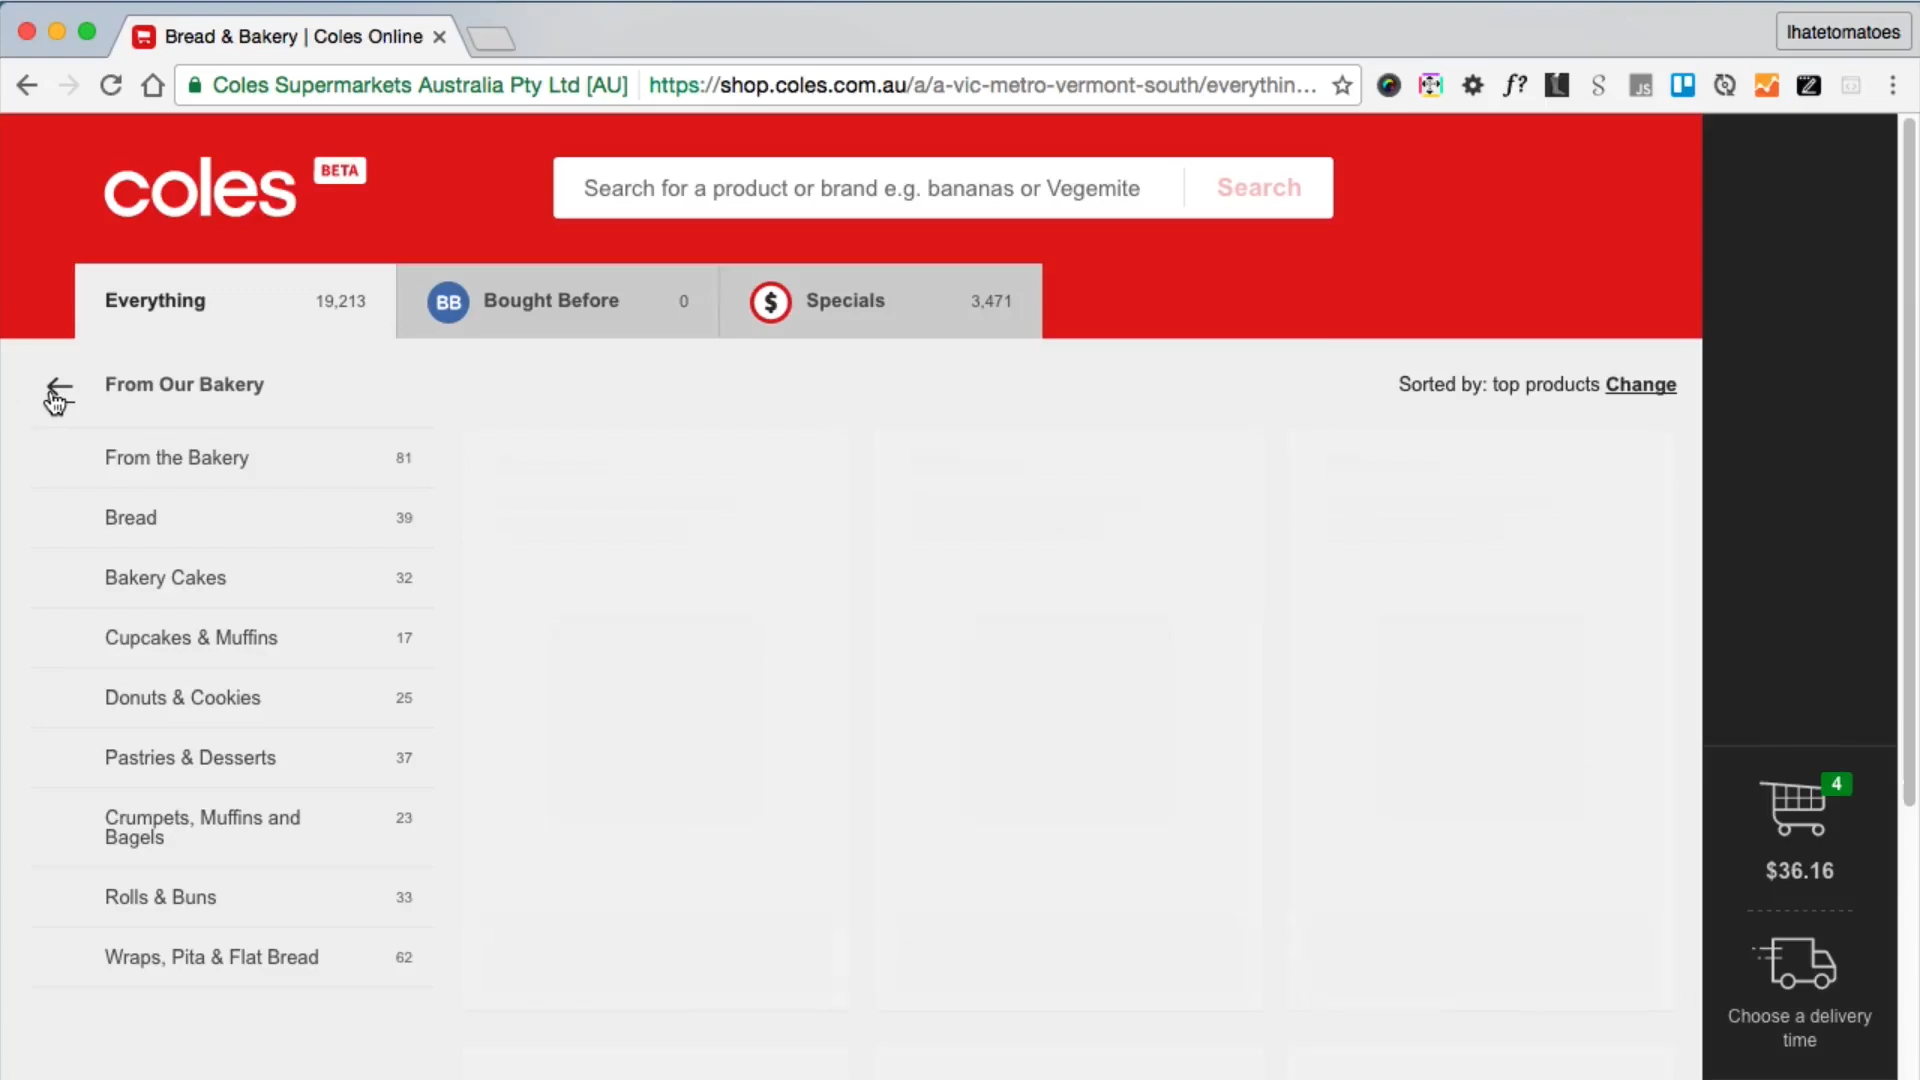 Bread & Bakery | Coles Online
Ihatetomatoes
Coles Supermarkets Australia Pty Ltd [AU]
https://shop.coles.com.au/a/a-vic-metro-vermont-south/everythin...
f?
S
JS
coles BETA
Search for a product or brand e.g. bananas or Vegemite
Search
Everything 19,213
BB Bought Before 0
$ Specials 3,471
From Our Bakery
Sorted by: top products Change
From the Bakery 81
Bread 39
Bakery Cakes 32
Cupcakes & Muffins 17
Donuts & Cookies 25
Pastries & Desserts 37
Crumpets, Muffins and 23
Bagels
Rolls & Buns 33
Wraps, Pita & Flat Bread 62
4
$36.16
Choose a delivery
time